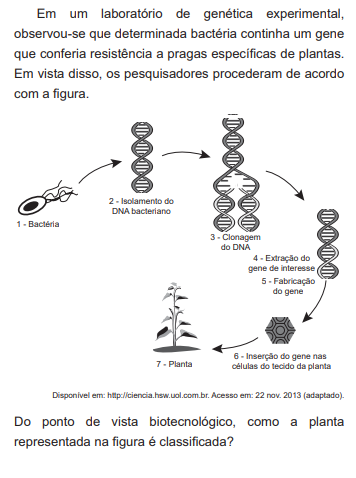 Em um laboratório de genética experimental,
observou-se que determinada bactéria continha um gene
que conferia resistência a pragas específicas de plantas.
Em vista disso, os pesquisadores procederam de acordo
com a figura.
1 - Bactéria
2 - Isolamento do
DNA bacteriano
3 - Clonagem
do DNA
4 - Extração do
gene de interesse
5 - Fabricação
do gene
6 - Inserção do gene nas
células do tecido da planta
7 - Planta
Disponível em: http://ciencia.hsw.uol.com.br. Acesso em: 22 nov. 2013 (adaptado).
Do ponto de vista biotecnológico, como a planta
representada na figura é classificada?